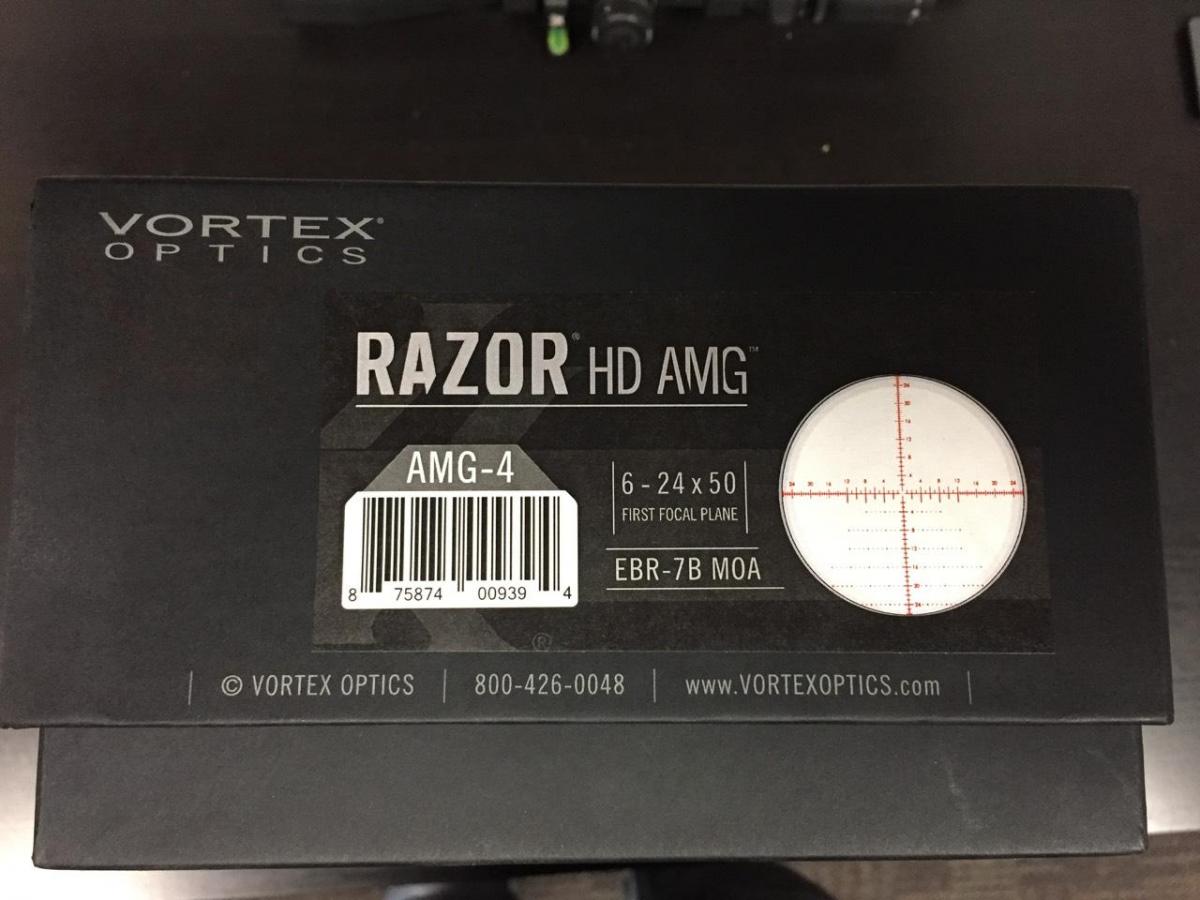 VORTEX®
OPTICS
RAZOR® HD AMG™
AMG-4
8 75874 00939 4
6 - 24 x 50
FIRST FOCAL PLANE
EBR-7B MOA
®
© VORTEX OPTICS
800-426-0048
www.VORTEXOPTICS.com